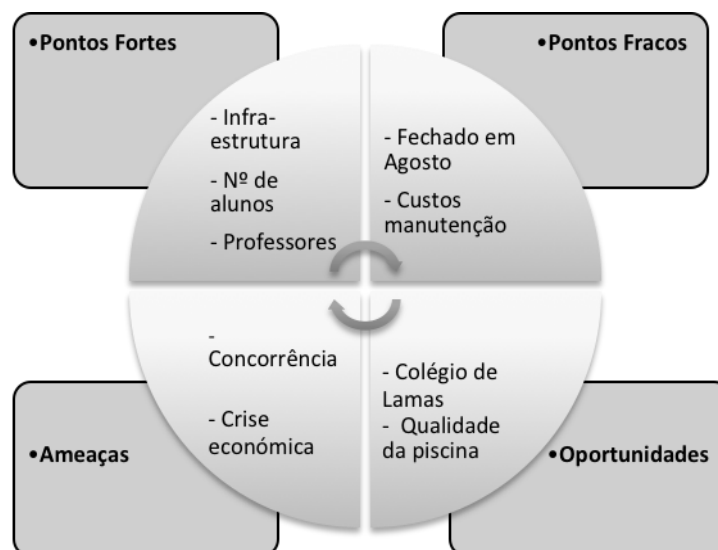 •Pontos Fortes
- Infra-
estrutura
- Nº de
alunos
- Professores
•Pontos Fracos
- Fechado em
Agosto
- Custos
manutenção
•Ameaças
-
Concorrência
- Crise
económica
- Colégio de
Lamas
- Qualidade
da piscina
•Oportunidades